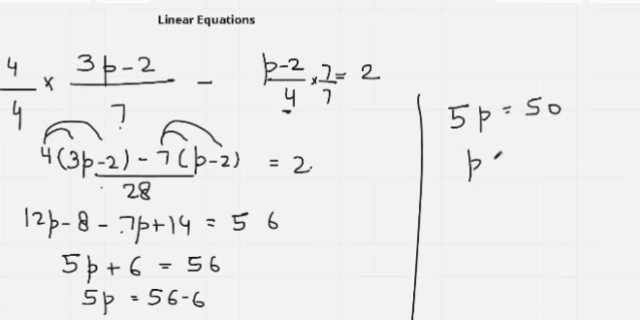 Linear Equations
4/4 × (3p-2)/7 - (p-2)/4 × 7/7 = 2
(4(3p-2) - 7(p-2))/28 = 2
12p-8 - 7p+14 = 56
5p + 6 = 56
5p = 56-6
5p = 50
p